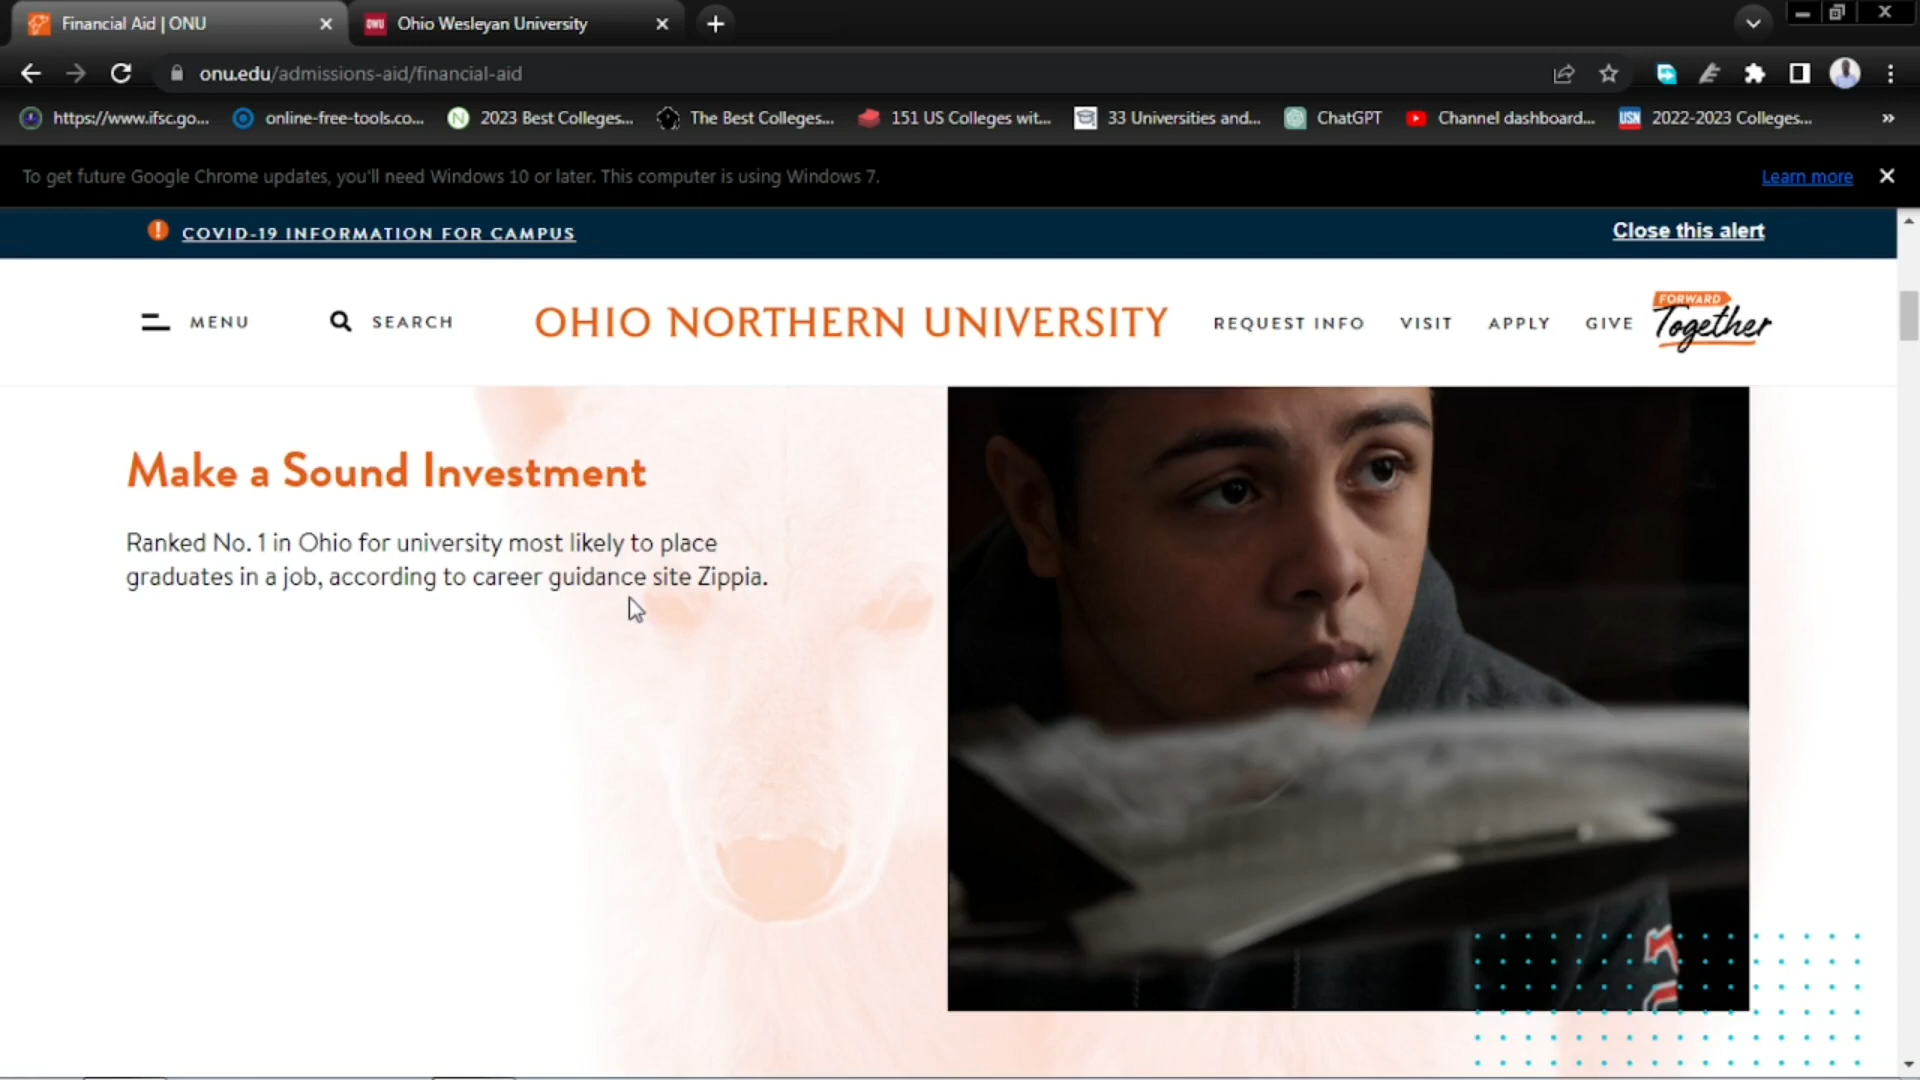 Financial Aid | ONU
OWU Ohio Wesleyan University
onu.edu/admissions-aid/financial-aid
https://www.ifsc.go... online-free-tools.co... N 2023 Best Colleges... The Best Colleges... 151 US Colleges wit... 33 Universities and... ChatGPT Channel dashboard... USN 2022-2023 Colleges... »
To get future Google Chrome updates, you'll need Windows 10 or later. This computer is using Windows 7. Learn more
COVID-19 INFORMATION FOR CAMPUS Close this alert
MENU SEARCH OHIO NORTHERN UNIVERSITY REQUEST INFO VISIT APPLY GIVE FORWARD
Together
Make a Sound Investment
Ranked No. 1 in Ohio for university most likely to place
graduates in a job, according to career guidance site Zippia.